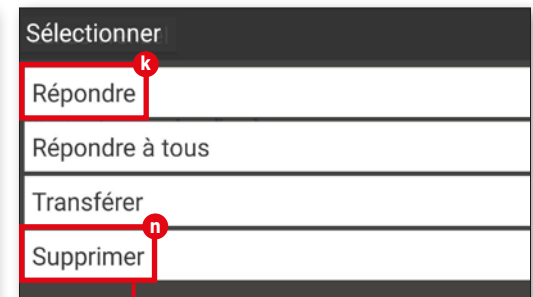 Sélectionner
k
Répondre
Répondre à tous
Transférer
n
Supprimer